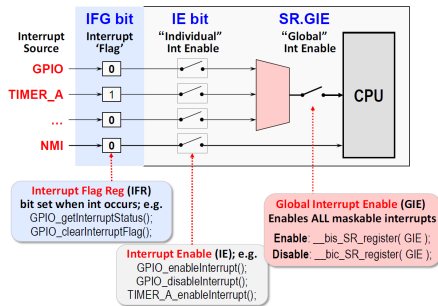 IFG bit
IE bit
SR.GIE
Interrupt Source
Interrupt ‘Flag’
“Individual” Int Enable
“Global” Int Enable
GPIO
0
TIMER_A
1
...
0
NMI
0
CPU
Interrupt Flag Reg (IFR)
bit set when int occurs; e.g.
GPIO_getInterruptStatus();
GPIO_clearInterruptFlag();
Interrupt Enable (IE); e.g.
GPIO_enableInterrupt();
GPIO_disableInterrupt();
TIMER_A_enableInterrupt();
Global Interrupt Enable (GIE)
Enables ALL maskable interrupts
Enable: __bis_SR_register( GIE );
Disable: __bic_SR_register( GIE );